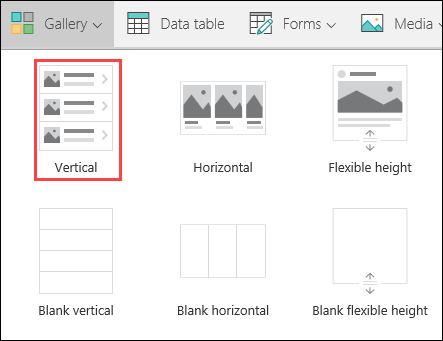 Gallery Data table Forms Media
Vertical Horizontal Flexible height
Blank vertical Blank horizontal Blank flexible height